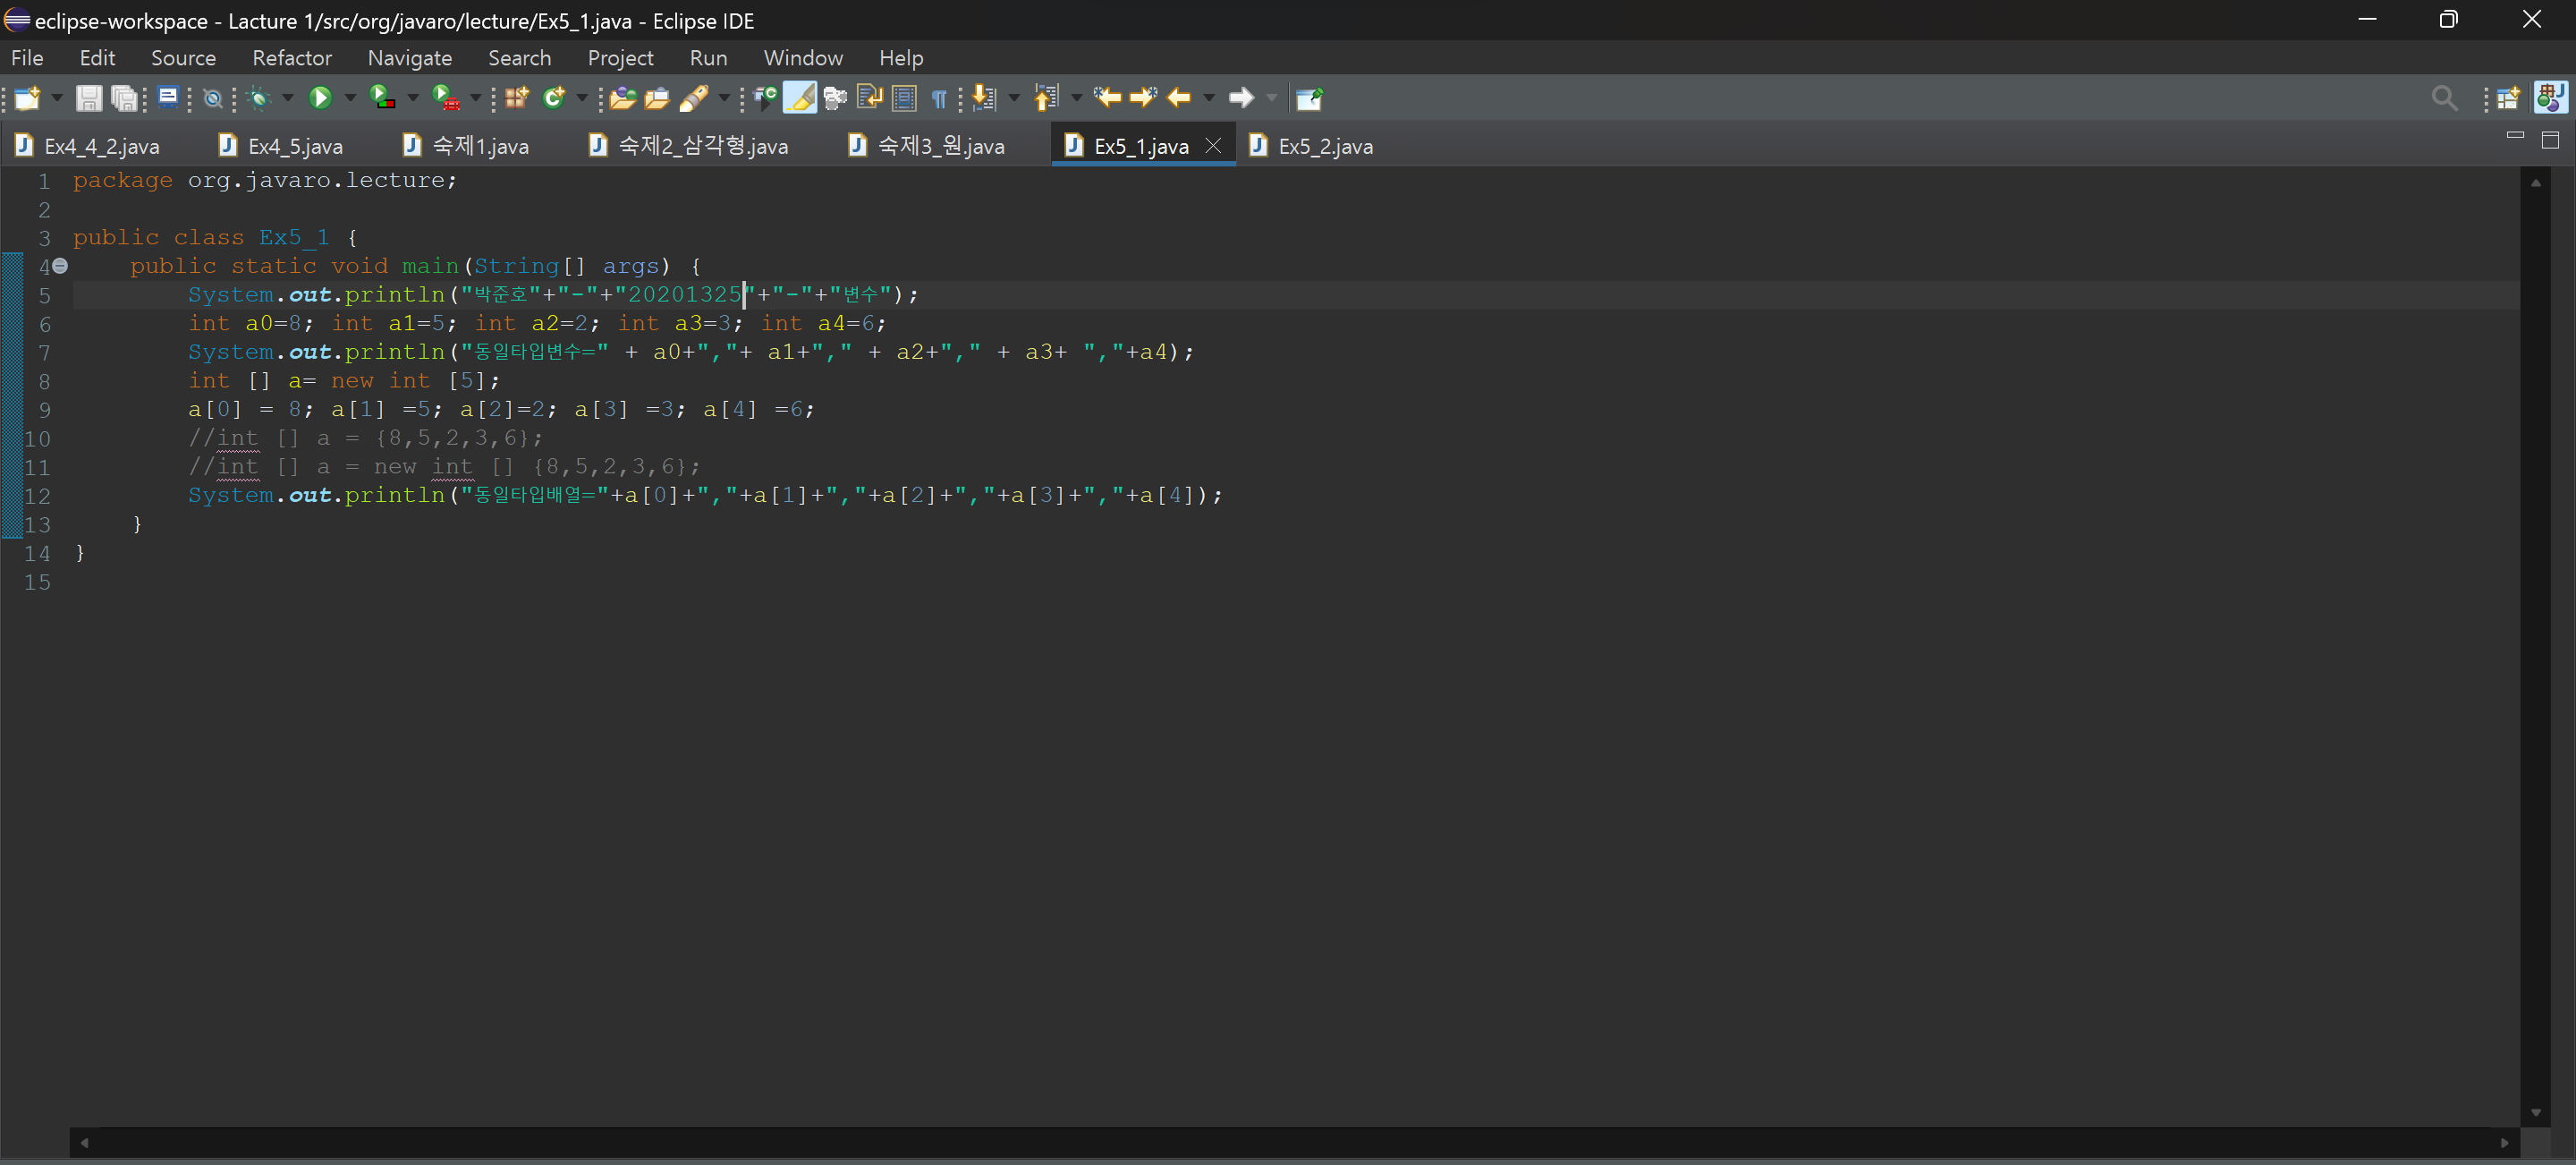 eclipse-workspace - Lacture 1/src/org/javaro/lecture/Ex5_1.java - Eclipse IDE
File Edit Source Refactor Navigate Search Project Run Window Help
Ex4_4_2.java Ex4_5.java 숙제1.java 숙제2_삼각형.java 숙제3_원.java Ex5_1.java Ex5_2.java
1 package org.javaro.lecture;
2
3 public class Ex5_1 {
4 public static void main(String[] args) {
5 System.out.println("박준호"+"-"+"20201325"+"-"+"변수");
6 int a0=8; int a1=5; int a2=2; int a3=3; int a4=6;
7 System.out.println("동일타입변수=" + a0+","+ a1+"," + a2+"," + a3+ ","+a4);
8 int [] a= new int [5];
9 a[0] = 8; a[1] =5; a[2]=2; a[3] =3; a[4] =6;
10 //int [] a = {8,5,2,3,6};
11 //int [] a = new int [] {8,5,2,3,6};
12 System.out.println("동일타입배열="+a[0]+","+a[1]+","+a[2]+","+a[3]+","+a[4]);
13 }
14 }
15